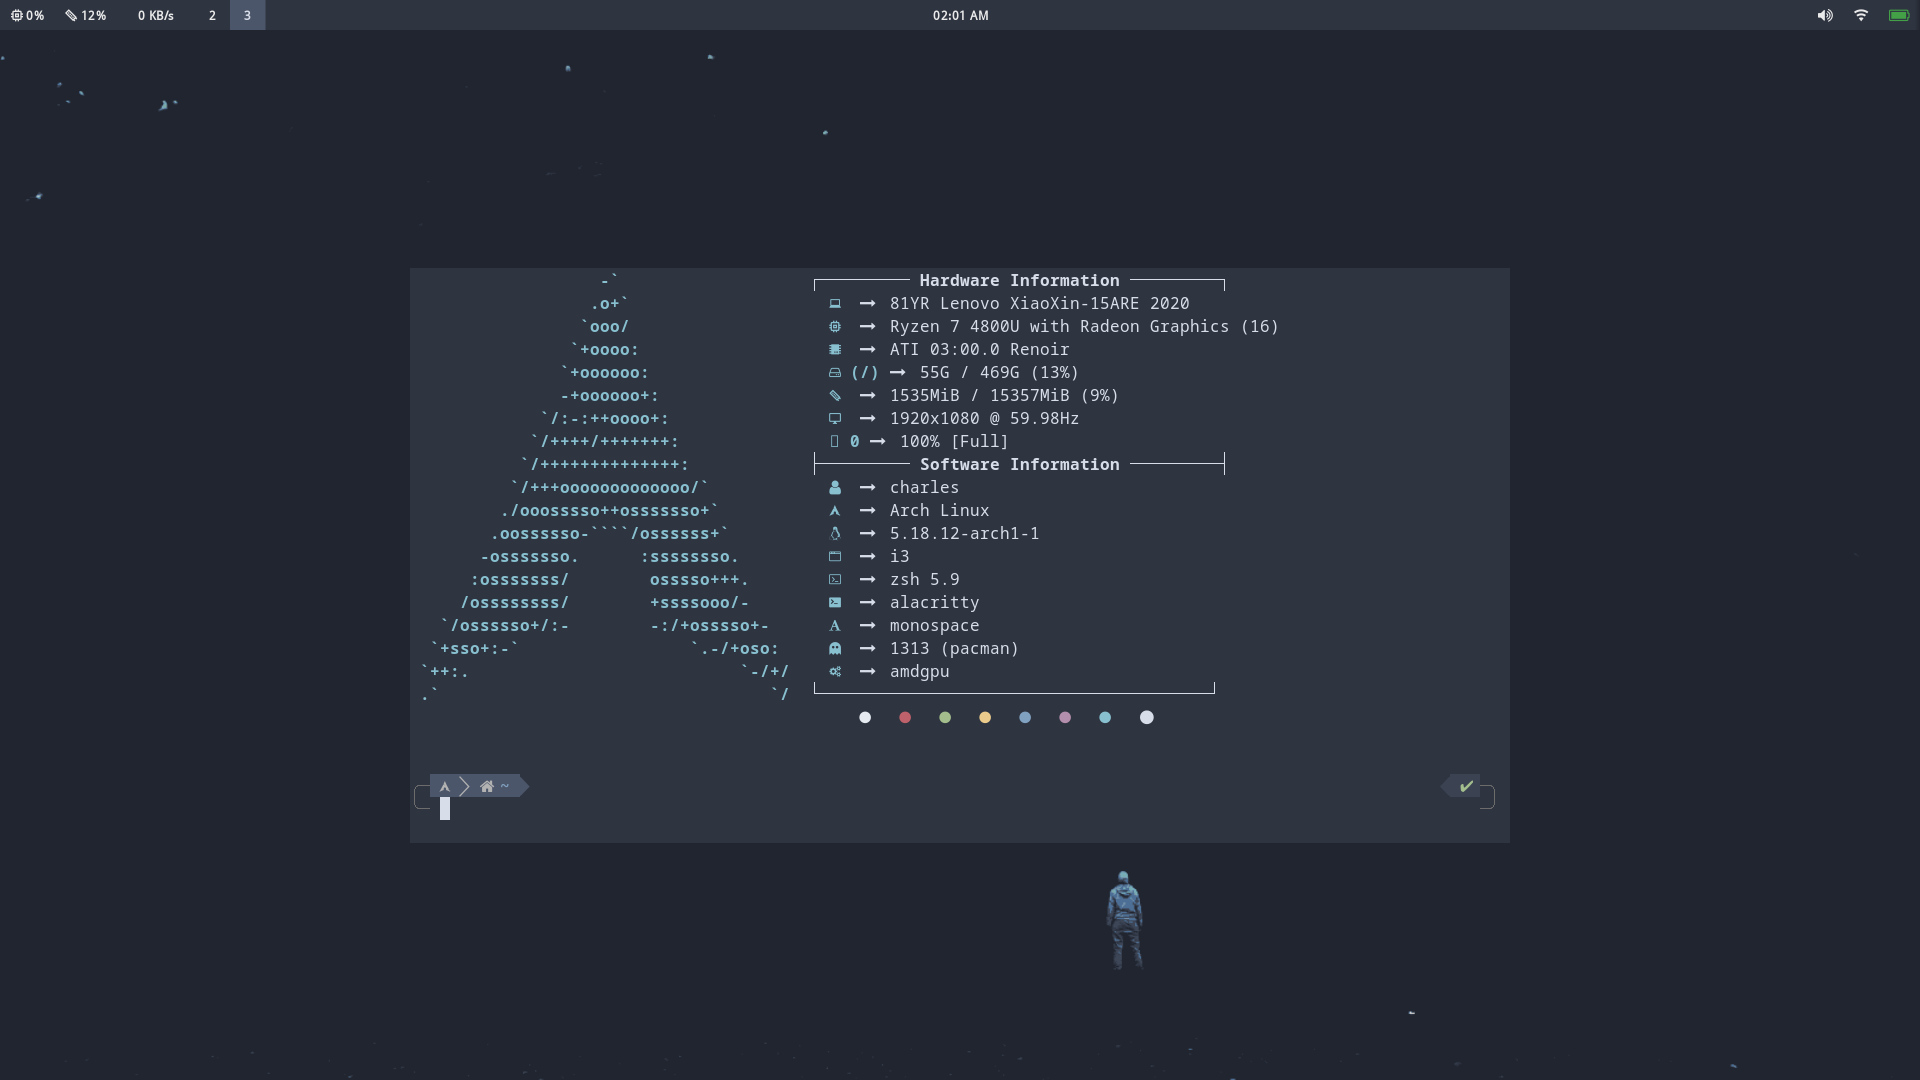 0% 12% 0 KB/s 2 3 02:01 AM
-`
.o+`
`ooo/
`+oooo:
`+oooooo:
-+oooooo+:
`/:-:++oooo+:
`/++++/+++++++:
`/++++++++++++++:
`/+++ooooooooooooo/`
./ooosssso++osssssso+`
.oossssso-````/ossssss+`
-osssssso. :ssssssso.
:osssssss/ osssso+++.
/ossssssss/ +ssssooo/-
`/ossssso+/:- -:/+osssso+-
`+sso+:-` `.-/+oso:
`++:. `-/+/
.` `/
Hardware Information
→ 81YR Lenovo XiaoXin-15ARE 2020
→ Ryzen 7 4800U with Radeon Graphics (16)
→ ATI 03:00.0 Renoir
(/) → 55G / 469G (13%)
→ 1535MiB / 15357MiB (9%)
→ 1920x1080 @ 59.98Hz
0 → 100% [Full]
Software Information
→ charles
→ Arch Linux
→ 5.18.12-arch1-1
→ i3
→ zsh 5.9
→ alacritty
→ monospace
→ 1313 (pacman)
→ amdgpu
~ ✔